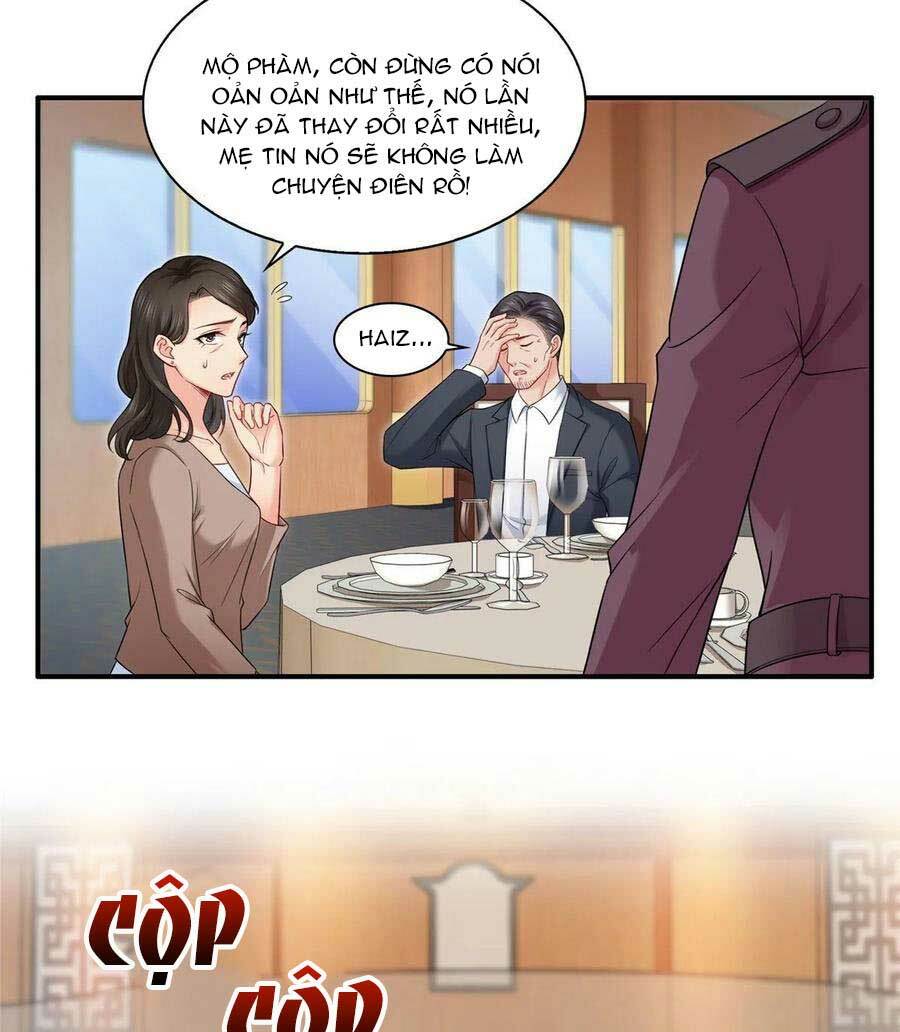 MỘ PHÀM, CÒN ĐỪNG CÓ NÓI
OẢN OẢN NHƯ THẾ, NÓ LẦN
NÀY ĐÃ THAY ĐỔI RẤT NHIỀU,
MẸ TIN NÓ SẼ KHÔNG LÀM
CHUYỆN ĐIÊN RỒ!
HAIZ...
CỘP
CỘP